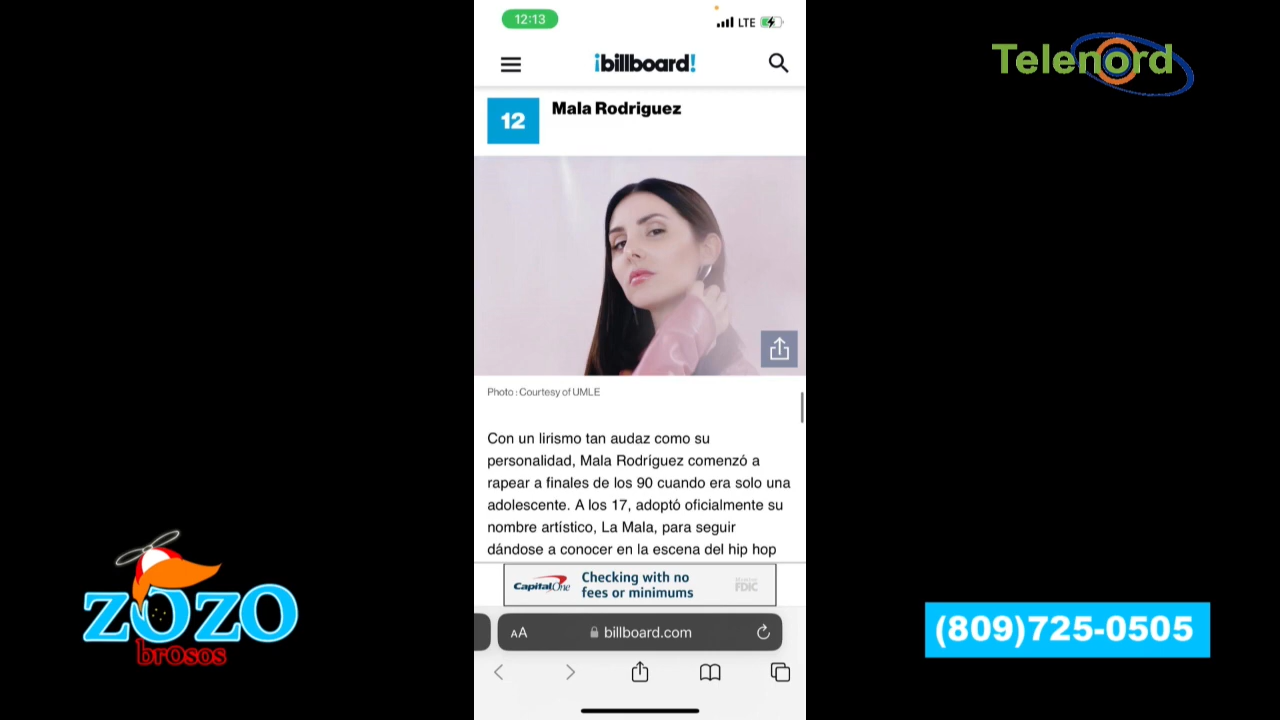 12:13
LTE
¡billboard!
Telenord
12
Mala Rodriguez
Photo : Courtesy of UMLE
Con un lirismo tan audaz como su
personalidad, Mala Rodríguez comenzó a
rapear a finales de los 90 cuando era solo una
adolescente. A los 17, adoptó oficialmente su
nombre artístico, La Mala, para seguir
dándose a conocer en la escena del hip hop
Capital One
Checking with no
fees or minimums
FDIC
AA
billboard.com
zozo
brosos
(809)725-0505